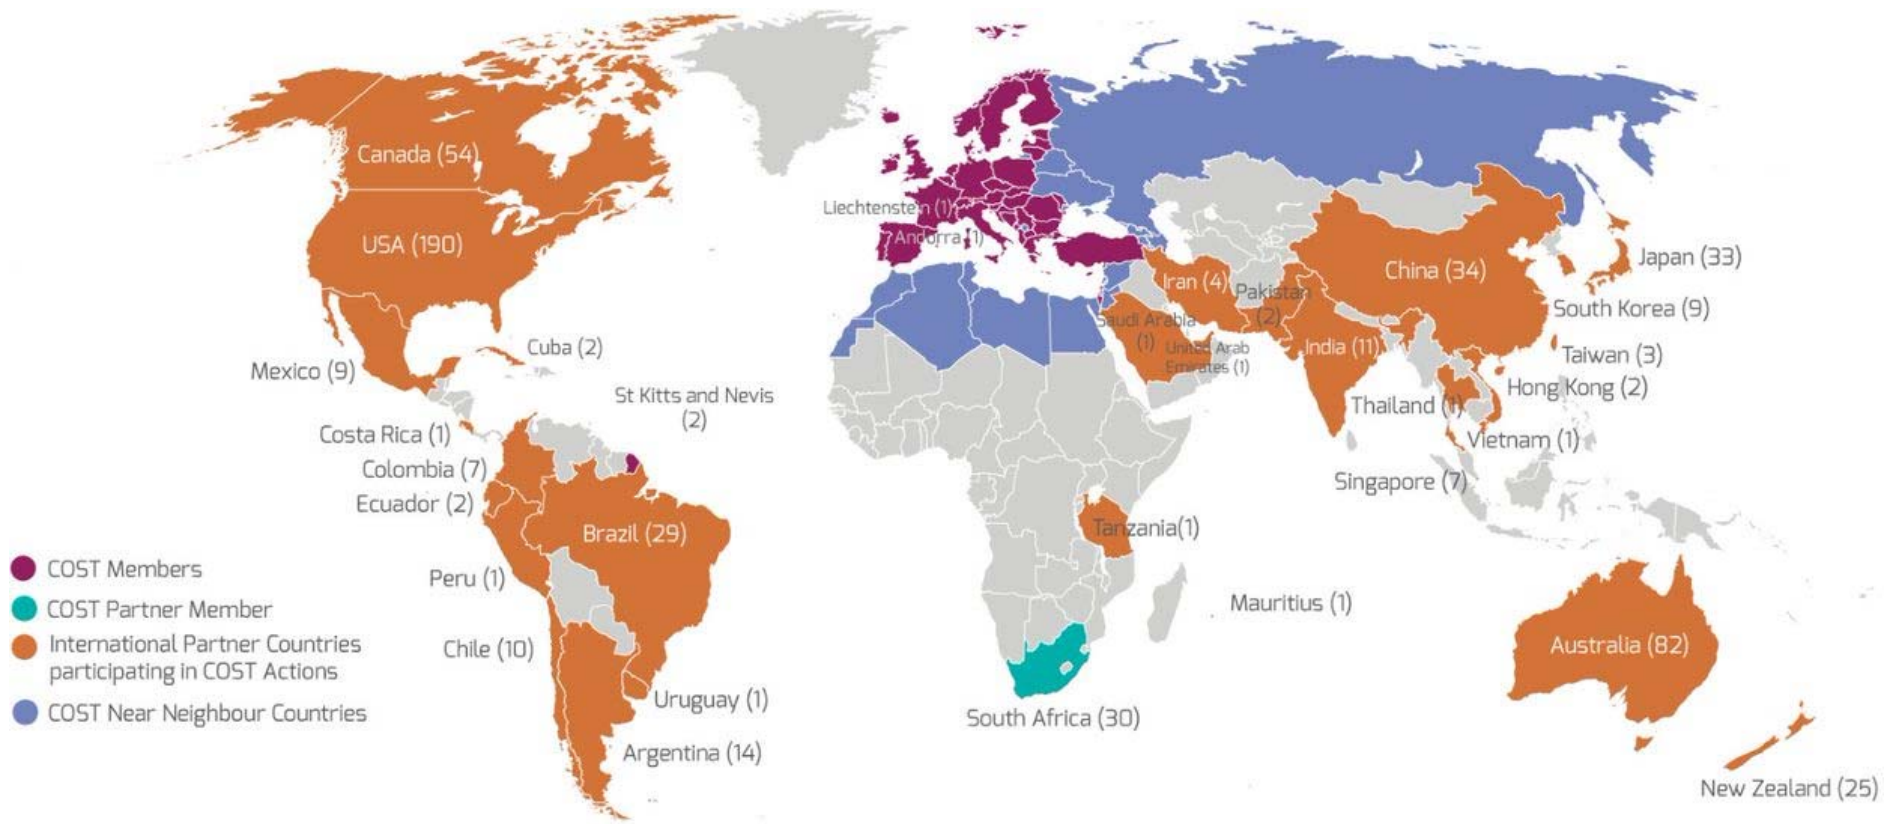 Canada (54)
USA (190)
Mexico (9)
Cuba (2)
St Kitts and Nevis
(2)
Costa Rica (1)
Colombia (7)
Ecuador (2)
Brazil (29)
Peru (1)
Chile (10)
Uruguay (1)
Argentina (14)
Liechtenstein (1)
Andorra (1)
Iran (4)
Pakistan
(2)
Saudi Arabia
(1)
United Arab
Emirates (1)
India (11)
China (34)
Japan (33)
South Korea (9)
Taiwan (3)
Hong Kong (2)
Thailand (1)
Vietnam (1)
Singapore (7)
Tanzania(1)
Mauritius (1)
South Africa (30)
Australia (82)
New Zealand (25)
COST Members
COST Partner Member
International Partner Countries
participating in COST Actions
COST Near Neighbour Countries